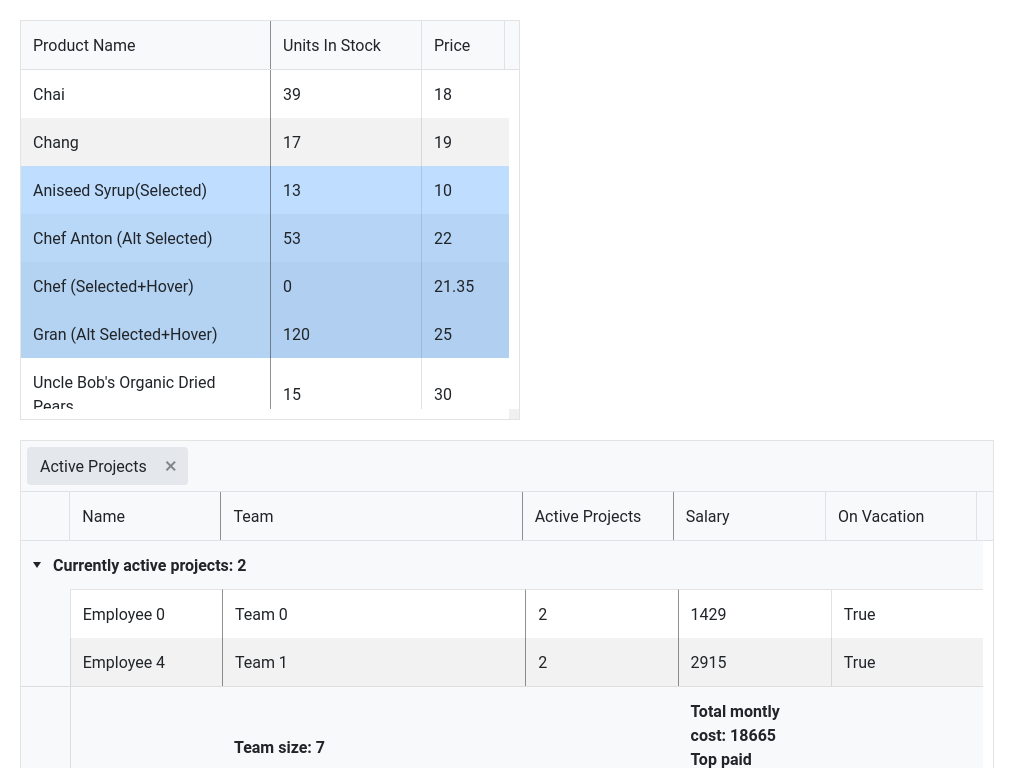 Product Name Units In Stock Price
Chai 39 18
Chang 17 19
Aniseed Syrup(Selected) 13 10
Chef Anton (Alt Selected) 53 22
Chef (Selected+Hover) 0 21.35
Gran (Alt Selected+Hover) 120 25
Uncle Bob's Organic Dried
Pears 15 30
Active Projects ✕
Name Team Active Projects Salary On Vacation
Currently active projects: 2
Employee 0 Team 0 2 1429 True
Employee 4 Team 1 2 2915 True
Team size: 7
Total montly
cost: 18665
Top paid